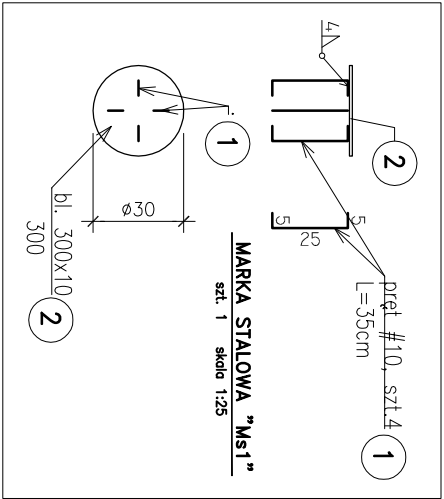 MARKA STALOWA "Ms1"
szt. 1 skala 1:25
4
2
5
5
25
pręt #10, szt.4
L=35cm
1
1
ø30
bl. 300x10
300
2